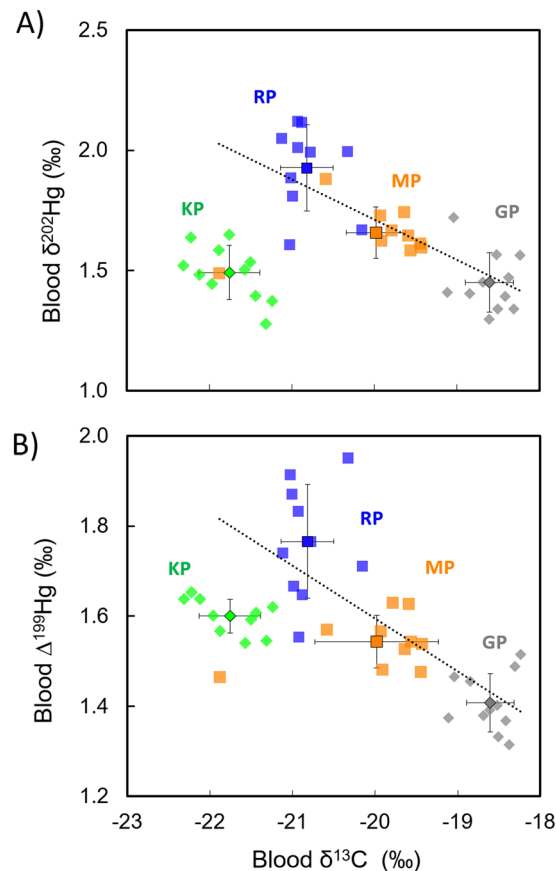 A)
2.5
2.0
1.5
1.0
Blood δ²⁰²Hg (‰)
RP
MP
KP
GP
B)
2.0
1.8
1.6
1.4
1.2
Blood Δ¹⁹⁹Hg (‰)
RP
KP
MP
GP
-23 -22 -21 -20 -19 -18
Blood δ¹³C (‰)